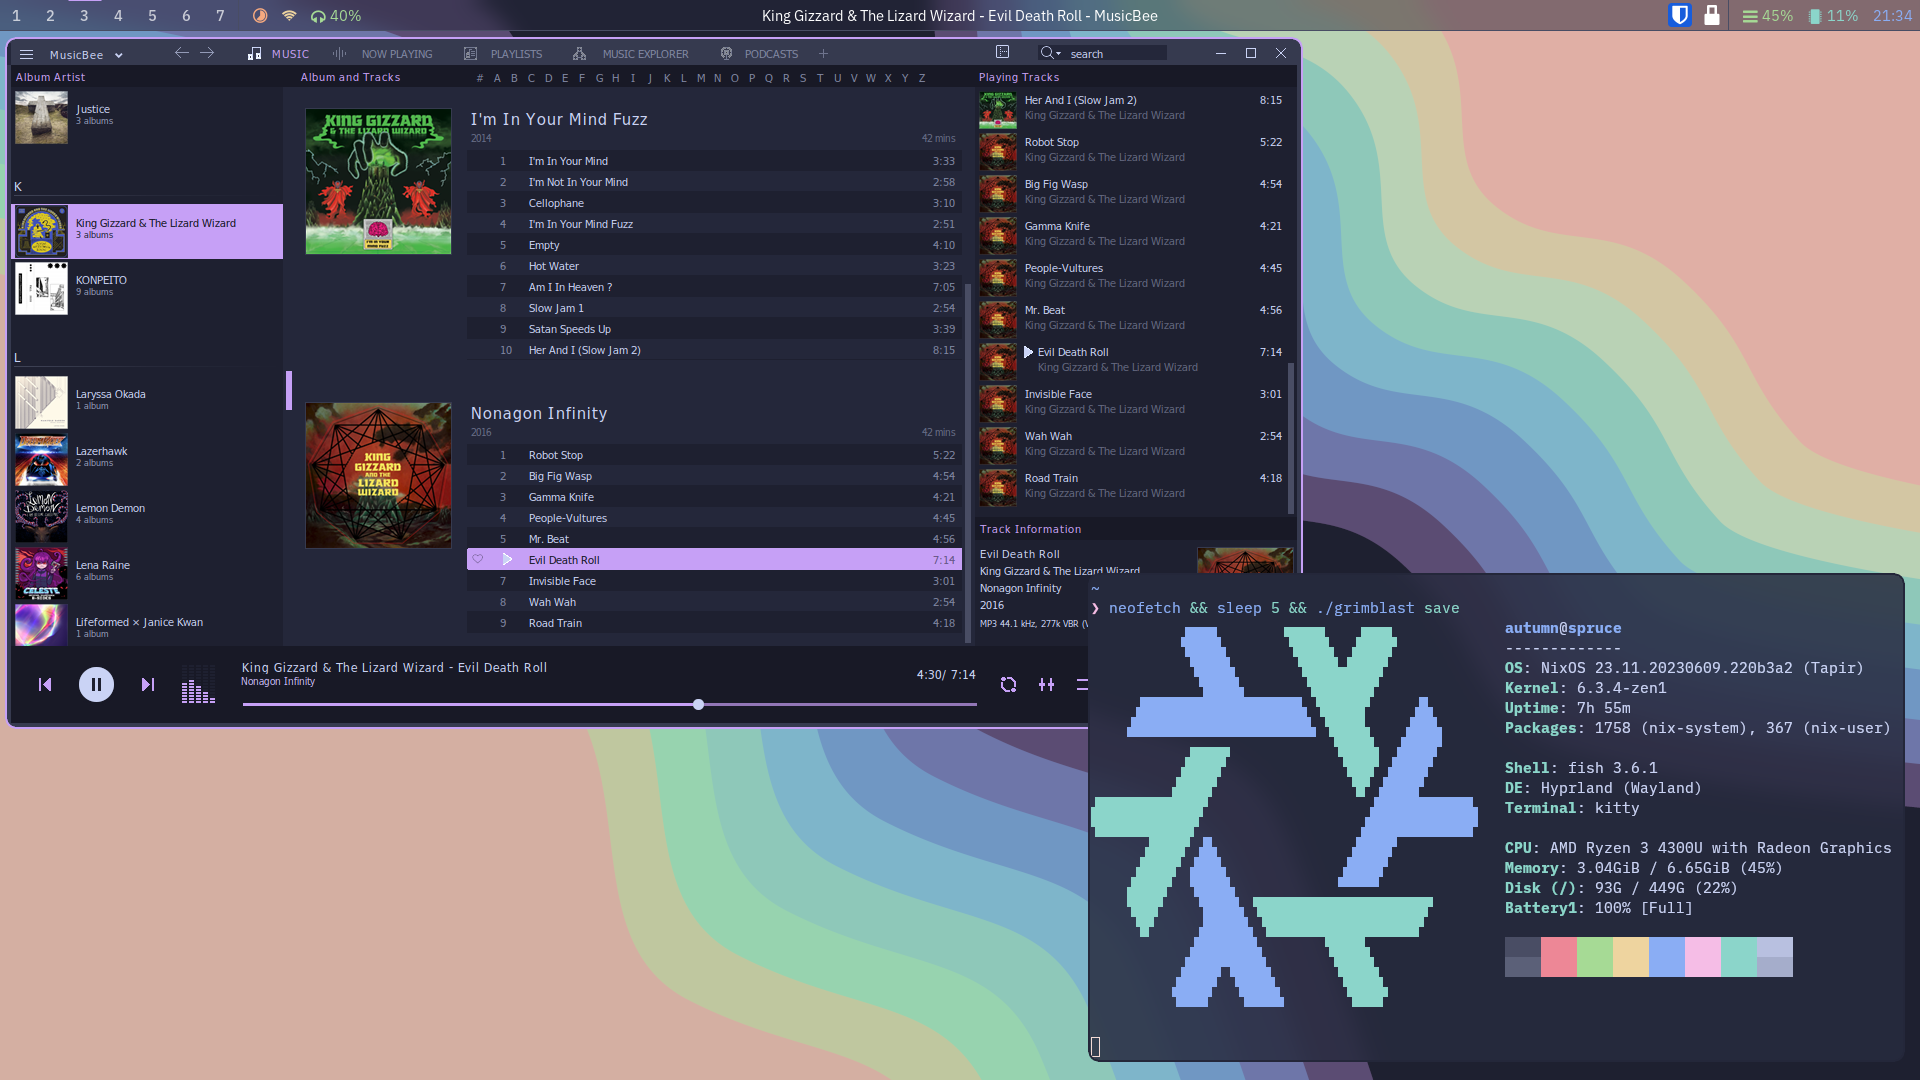 1 2 3 4 5 6 7 40%
King Gizzard & The Lizard Wizard - Evil Death Roll - MusicBee
45% 11% 21:34
MusicBee
MUSIC NOW PLAYING PLAYLISTS MUSIC EXPLORER PODCASTS +
search
Album Artist
Justice
3 albums
K
King Gizzard & The Lizard Wizard
3 albums
KONPEITO
9 albums
L
Laryssa Okada
1 album
Lazerhawk
2 albums
Lemon Demon
4 albums
Lena Raine
6 albums
Lifeformed × Janice Kwan
1 album
Album and Tracks
# A B C D E F G H I J K L M N O P Q R S T U V W X Y Z
KING GIZZARD
& THE LIZARD WIZARD
I'm In Your Mind Fuzz
2014 42 mins
1 I'm In Your Mind 3:33
2 I'm Not In Your Mind 2:58
3 Cellophane 3:10
4 I'm In Your Mind Fuzz 2:51
5 Empty 4:10
6 Hot Water 3:23
7 Am I In Heaven ? 7:05
8 Slow Jam 1 2:54
9 Satan Speeds Up 3:39
10 Her And I (Slow Jam 2) 8:15
KING
GIZZARD
AND THE
LIZARD
WIZARD
Nonagon Infinity
2016 42 mins
1 Robot Stop 5:22
2 Big Fig Wasp 4:54
3 Gamma Knife 4:21
4 People-Vultures 4:45
5 Mr. Beat 4:56
Evil Death Roll 7:14
7 Invisible Face 3:01
8 Wah Wah 2:54
9 Road Train 4:18
Playing Tracks
Her And I (Slow Jam 2) 8:15
King Gizzard & The Lizard Wizard
Robot Stop 5:22
King Gizzard & The Lizard Wizard
Big Fig Wasp 4:54
King Gizzard & The Lizard Wizard
Gamma Knife 4:21
King Gizzard & The Lizard Wizard
People-Vultures 4:45
King Gizzard & The Lizard Wizard
Mr. Beat 4:56
King Gizzard & The Lizard Wizard
Evil Death Roll 7:14
King Gizzard & The Lizard Wizard
Invisible Face 3:01
King Gizzard & The Lizard Wizard
Wah Wah 2:54
King Gizzard & The Lizard Wizard
Road Train 4:18
King Gizzard & The Lizard Wizard
Track Information
Evil Death Roll
King Gizzard & The Lizard Wizard
Nonagon Infinity
2016
MP3 44.1 kHz, 277k VBR (V
King Gizzard & The Lizard Wizard - Evil Death Roll
Nonagon Infinity
4:30/ 7:14
~
❯ neofetch && sleep 5 && ./grimblast save
autumn@spruce
-------------
OS: NixOS 23.11.20230609.220b3a2 (Tapir)
Kernel: 6.3.4-zen1
Uptime: 7h 55m
Packages: 1758 (nix-system), 367 (nix-user)
Shell: fish 3.6.1
DE: Hyprland (Wayland)
Terminal: kitty
CPU: AMD Ryzen 3 4300U with Radeon Graphics
Memory: 3.04GiB / 6.65GiB (45%)
Disk (/): 93G / 449G (22%)
Battery1: 100% [Full]